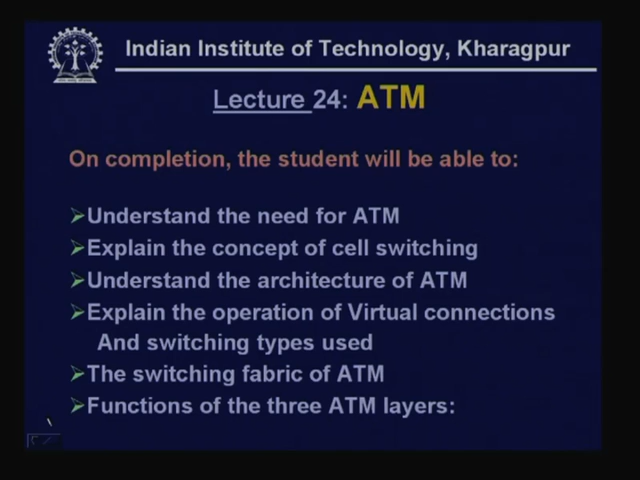 Indian Institute of Technology, Kharagpur
Lecture 24: ATM
On completion, the student will be able to:
➢Understand the need for ATM
➢Explain the concept of cell switching
➢Understand the architecture of ATM
➢Explain the operation of Virtual connections
And switching types used
➢The switching fabric of ATM
➢Functions of the three ATM layers: